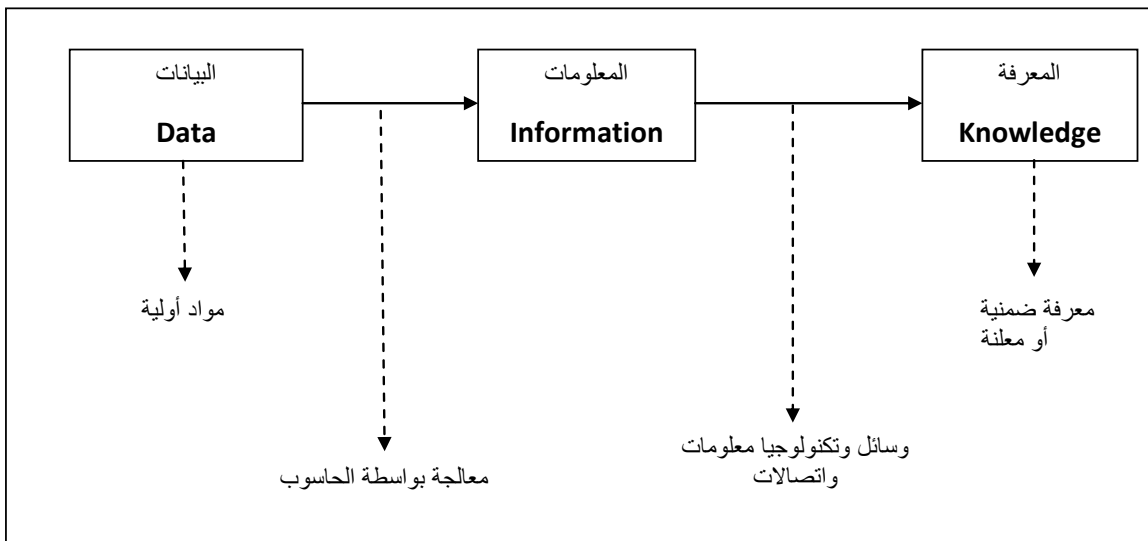 البيانات
Data
المعلومات
Information
المعرفة
Knowledge
مواد أولية
معرفة ضمنية
أو معلنة
معالجة بواسطة الحاسوب
وسائل وتكنولوجيا معلومات
واتصالات